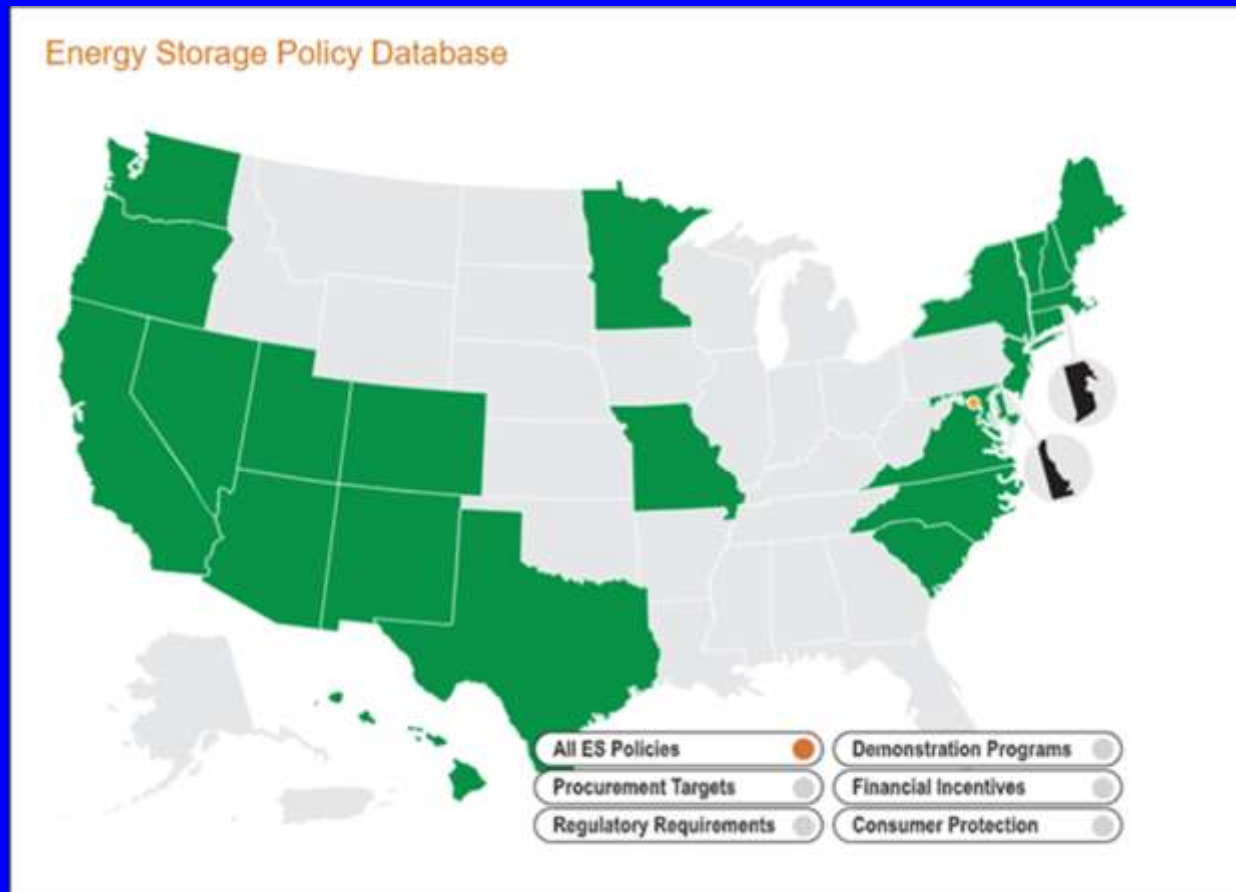 Energy Storage Policy Database
All ES Policies
Demonstration Programs
Procurement Targets
Financial Incentives
Regulatory Requirements
Consumer Protection